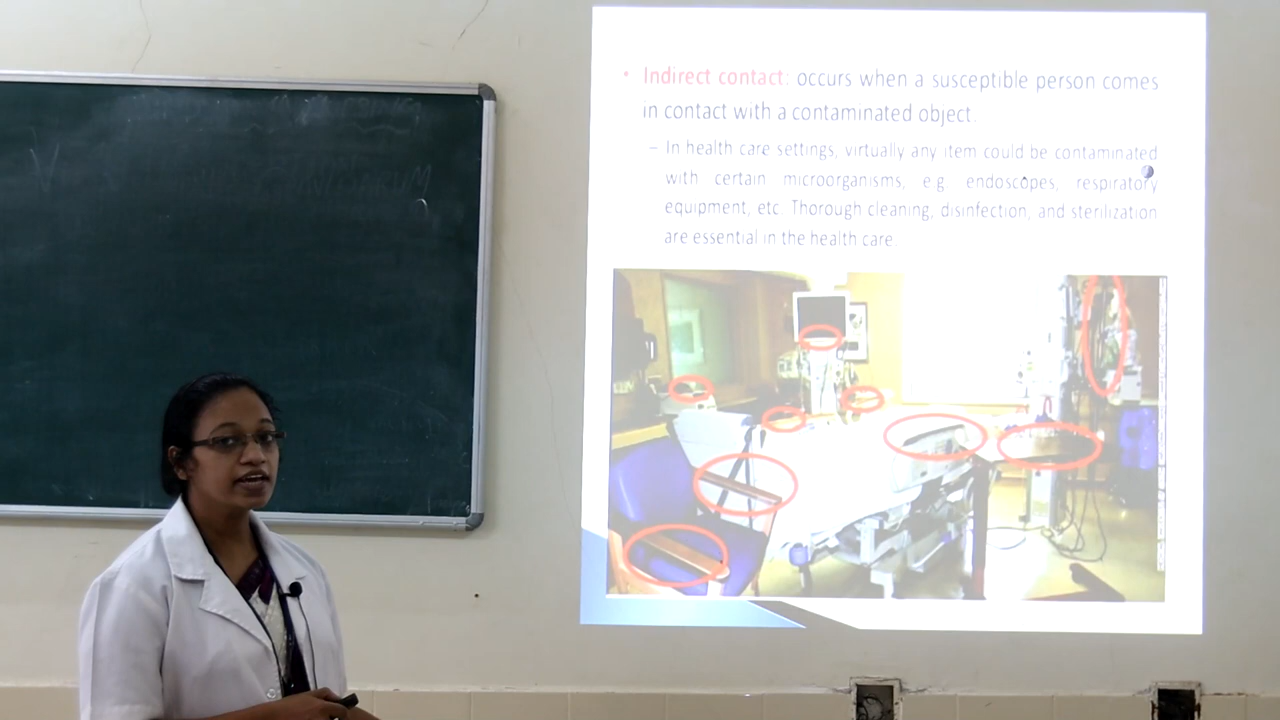 • Indirect contact: occurs when a susceptible person comes
in contact with a contaminated object.
– In health care settings, virtually any item could be contaminated
with certain microorganisms, e.g. endoscopes, respiratory
equipment, etc. Thorough cleaning, disinfection, and sterilization
are essential in the health care.